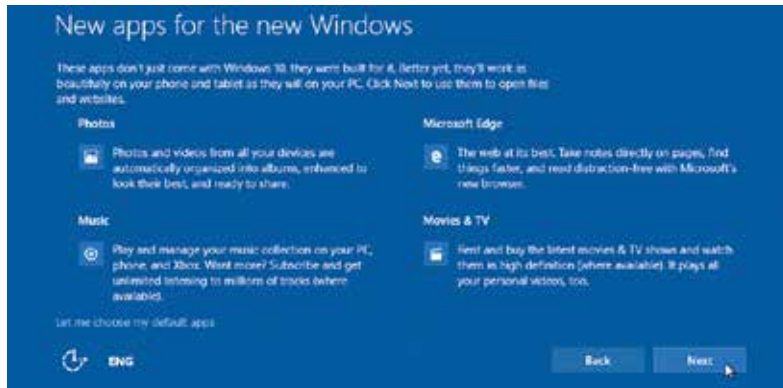 New apps for the new Windows
These apps don't just come with Windows 10, they were built for it. Better yet, they'll work as
beautifully on your phone and tablet as they will on your PC. Click Next to use them to open files
and websites.
Photos
Photos and videos from all your devices are
automatically organized into albums, enhanced to
look their best, and ready to share.
Microsoft Edge
The web at its best. Take notes directly on pages, find
things faster, and read distraction-free with Microsoft's
new browser.
Music
Play and manage your music collection on your PC,
phone, and Xbox. Want more? Subscribe and get
unlimited listening to millions of tracks (where
available).
Movies & TV
Rent and buy the latest movies & TV shows and watch
them in high definition (where available). It plays all
your personal videos, too.
Let me choose my default apps
ENG
Back
Next